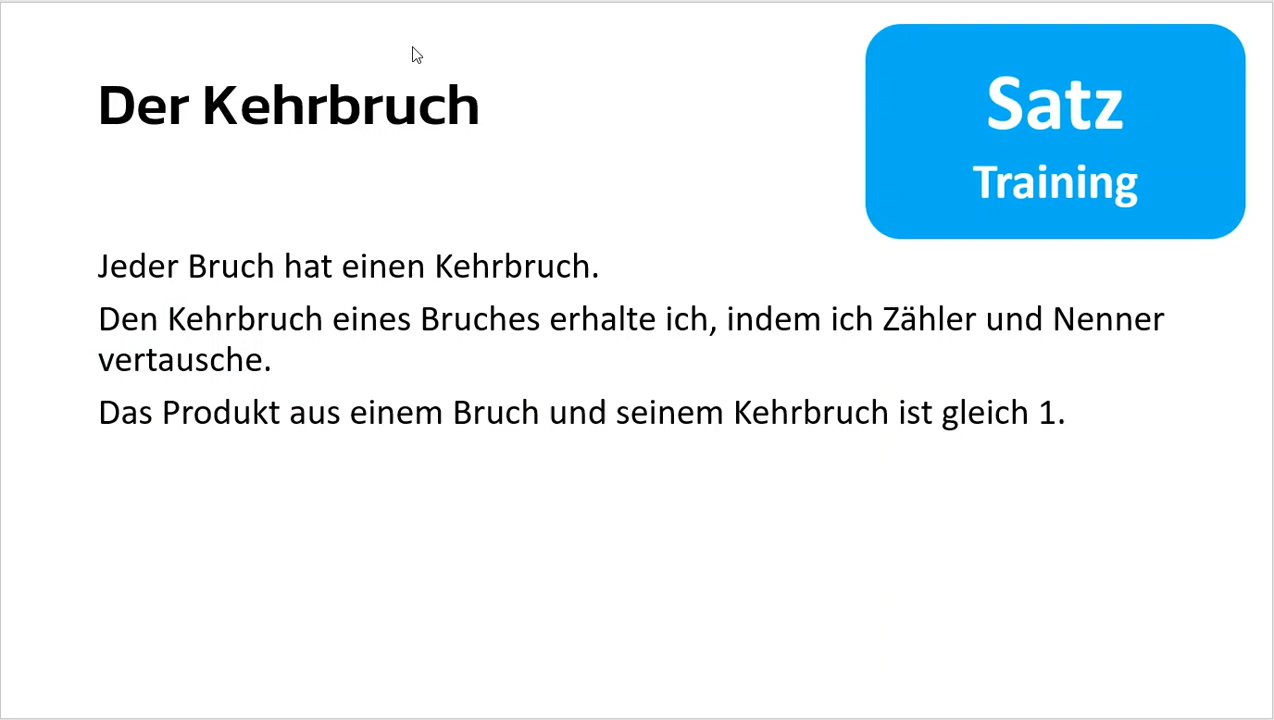 Der Kehrbruch
Satz
Training
Jeder Bruch hat einen Kehrbruch.
Den Kehrbruch eines Bruches erhalte ich, indem ich Zähler und Nenner
vertausche.
Das Produkt aus einem Bruch und seinem Kehrbruch ist gleich 1.